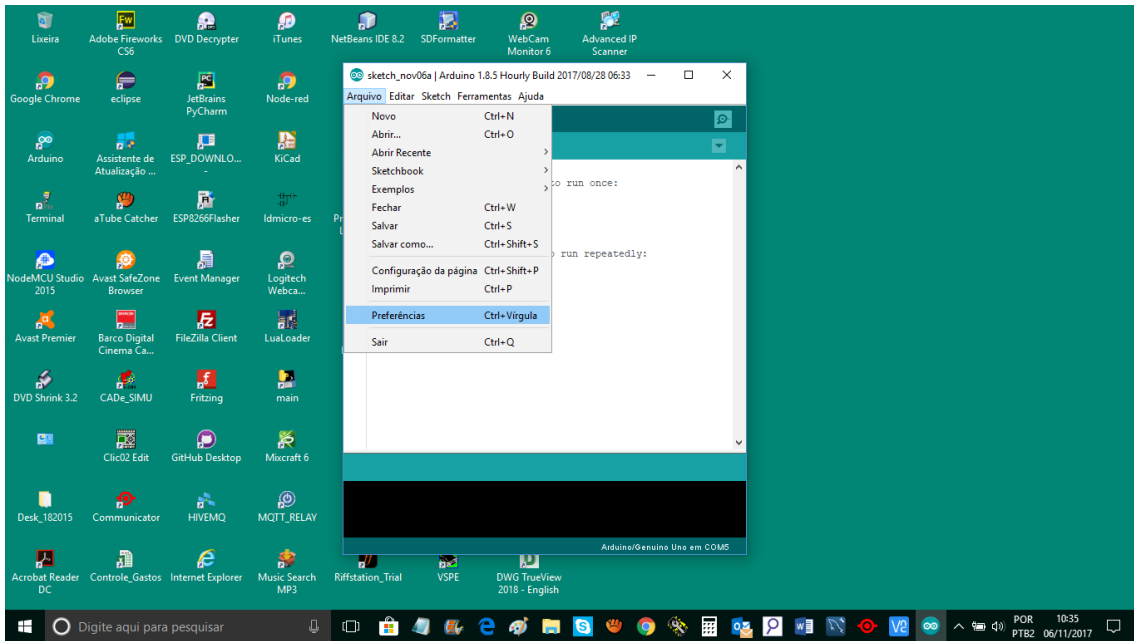 Lixeira
Adobe Fireworks
CS6
DVD Decrypter
iTunes
NetBeans IDE 8.2
SDFormatter
WebCam
Monitor 6
Advanced IP
Scanner
Google Chrome
eclipse
JetBrains
PyCharm
Node-red
Arduino
Assistente de
Atualização ...
ESP_DOWNLO...
-
KiCad
Terminal
aTube Catcher
ESP8266Flasher
ldmicro-es
NodeMCU Studio
2015
Avast SafeZone
Browser
Event Manager
Logitech
Webca...
Avast Premier
Barco Digital
Cinema Ca...
FileZilla Client
LuaLoader
DVD Shrink 3.2
CADe_SIMU
Fritzing
main
Clic02 Edit
GitHub Desktop
Mixcraft 6
Desk_182015
Communicator
HIVEMQ
MQTT_RELAY
Acrobat Reader
DC
Controle_Gastos
Internet Explorer
Music Search
MP3
Riffstation_Trial
VSPE
DWG TrueView
2018 - English
sketch_nov06a | Arduino 1.8.5 Hourly Build 2017/08/28 06:33
Arquivo Editar Sketch Ferramentas Ajuda
Novo Ctrl+N
Abrir... Ctrl+O
Abrir Recente
Sketchbook
Exemplos
Fechar Ctrl+W
Salvar Ctrl+S
Salvar como... Ctrl+Shift+S
Configuração da página Ctrl+Shift+P
Imprimir Ctrl+P
Preferências Ctrl+Vírgula
Sair Ctrl+Q
to run once:
run repeatedly:
Arduino/Genuino Uno em COM5
Digite aqui para pesquisar
POR
PTB2
10:35
06/11/2017